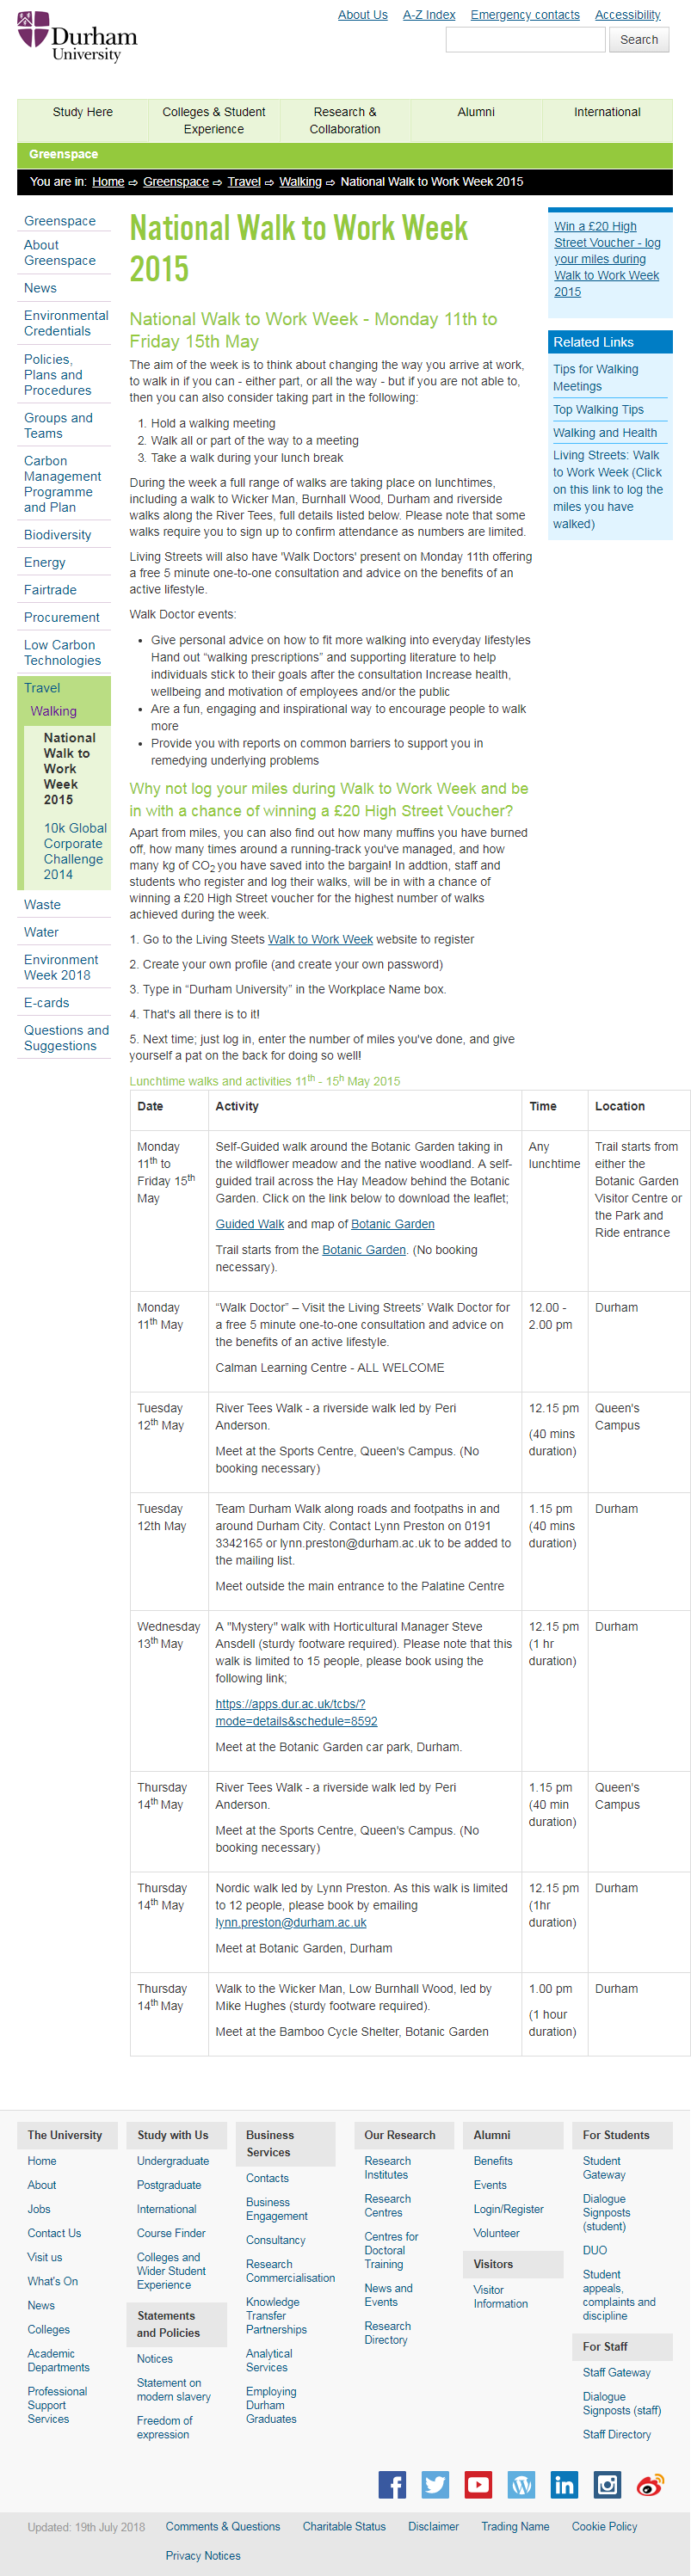 Durham
University
About Us A-Z Index Emergency contacts Accessibility
Search
Study Here
Colleges & Student
Experience
Research &
Collaboration
Alumni
International
Greenspace
You are in: Home ⇨ Greenspace ⇨ Travel ⇨ Walking ⇨ National Walk to Work Week 2015
Greenspace
About
Greenspace
News
Environmental
Credentials
Policies,
Plans and
Procedures
Groups and
Teams
Carbon
Management
Programme
and Plan
Biodiversity
Energy
Fairtrade
Procurement
Low Carbon
Technologies
Travel
Walking
National
Walk to
Work
Week
2015
10k Global
Corporate
Challenge
2014
Waste
Water
Environment
Week 2018
E-cards
Questions and
Suggestions
National Walk to Work Week
2015
National Walk to Work Week - Monday 11th to
Friday 15th May
The aim of the week is to think about changing the way you arrive at work,
to walk in if you can - either part, or all the way - but if you are not able to,
then you can also consider taking part in the following:
1. Hold a walking meeting
2. Walk all or part of the way to a meeting
3. Take a walk during your lunch break
During the week a full range of walks are taking place on lunchtimes,
including a walk to Wicker Man, Burnhall Wood, Durham and riverside
walks along the River Tees, full details listed below. Please note that some
walks require you to sign up to confirm attendance as numbers are limited.
Living Streets will also have 'Walk Doctors' present on Monday 11th offering
a free 5 minute one-to-one consultation and advice on the benefits of an
active lifestyle.
Walk Doctor events:
• Give personal advice on how to fit more walking into everyday lifestyles
Hand out “walking prescriptions” and supporting literature to help
individuals stick to their goals after the consultation Increase health,
wellbeing and motivation of employees and/or the public
• Are a fun, engaging and inspirational way to encourage people to walk
more
• Provide you with reports on common barriers to support you in
remedying underlying problems
Why not log your miles during Walk to Work Week and be
in with a chance of winning a £20 High Street Voucher?
Apart from miles, you can also find out how many muffins you have burned
off, how many times around a running-track you've managed, and how
many kg of CO2 you have saved into the bargain! In addtion, staff and
students who register and log their walks, will be in with a chance of
winning a £20 High Street voucher for the highest number of walks
achieved during the week.
1. Go to the Living Steets Walk to Work Week website to register
2. Create your own profile (and create your own password)
3. Type in “Durham University” in the Workplace Name box.
4. That's all there is to it!
5. Next time; just log in, enter the number of miles you've done, and give
yourself a pat on the back for doing so well!
Win a £20 High
Street Voucher - log
your miles during
Walk to Work Week
2015
Related Links
Tips for Walking
Meetings
Top Walking Tips
Walking and Health
Living Streets: Walk
to Work Week (Click
on this link to log the
miles you have
walked)
Lunchtime walks and activities 11th - 15h May 2015
Date Activity Time Location
Monday
11th to
Friday 15th
May
Self-Guided walk around the Botanic Garden taking in
the wildflower meadow and the native woodland. A self-
guided trail across the Hay Meadow behind the Botanic
Garden. Click on the link below to download the leaflet;
Guided Walk and map of Botanic Garden
Trail starts from the Botanic Garden. (No booking
necessary).
Any
lunchtime
Trail starts from
either the
Botanic Garden
Visitor Centre or
the Park and
Ride entrance
Monday
11th May
“Walk Doctor” – Visit the Living Streets’ Walk Doctor for
a free 5 minute one-to-one consultation and advice on
the benefits of an active lifestyle.
Calman Learning Centre - ALL WELCOME
12.00 -
2.00 pm
Durham
Tuesday
12th May
River Tees Walk - a riverside walk led by Peri
Anderson.
Meet at the Sports Centre, Queen's Campus. (No
booking necessary)
12.15 pm
(40 mins
duration)
Queen's
Campus
Tuesday
12th May
Team Durham Walk along roads and footpaths in and
around Durham City. Contact Lynn Preston on 0191
3342165 or lynn.preston@durham.ac.uk to be added to
the mailing list.
Meet outside the main entrance to the Palatine Centre
1.15 pm
(40 mins
duration)
Durham
Wednesday
13th May
A "Mystery" walk with Horticultural Manager Steve
Ansdell (sturdy footware required). Please note that this
walk is limited to 15 people, please book using the
following link;
https://apps.dur.ac.uk/tcbs/?
mode=details&schedule=8592
Meet at the Botanic Garden car park, Durham.
12.15 pm
(1 hr
duration)
Durham
Thursday
14th May
River Tees Walk - a riverside walk led by Peri
Anderson.
Meet at the Sports Centre, Queen's Campus. (No
booking necessary)
1.15 pm
(40 min
duration)
Queen's
Campus
Thursday
14th May
Nordic walk led by Lynn Preston. As this walk is limited
to 12 people, please book by emailing
lynn.preston@durham.ac.uk
Meet at Botanic Garden, Durham
12.15 pm
(1hr
duration)
Durham
Thursday
14th May
Walk to the Wicker Man, Low Burnhall Wood, led by
Mike Hughes (sturdy footware required).
Meet at the Bamboo Cycle Shelter, Botanic Garden
1.00 pm
(1 hour
duration)
Durham
The University
Home
About
Jobs
Contact Us
Visit us
What's On
News
Colleges
Academic
Departments
Professional
Support
Services
Study with Us
Undergraduate
Postgraduate
International
Course Finder
Colleges and
Wider Student
Experience
Statements
and Policies
Notices
Statement on
modern slavery
Freedom of
expression
Business
Services
Contacts
Business
Engagement
Consultancy
Research
Commercialisation
Knowledge
Transfer
Partnerships
Analytical
Services
Employing
Durham
Graduates
Our Research
Research
Institutes
Research
Centres
Centres for
Doctoral
Training
News and
Events
Research
Directory
Alumni
Benefits
Events
Login/Register
Volunteer
Visitors
Visitor
Information
For Students
Student
Gateway
Dialogue
Signposts
(student)
DUO
Student
appeals,
complaints and
discipline
For Staff
Staff Gateway
Dialogue
Signposts (staff)
Staff Directory
Updated: 19th July 2018 Comments & Questions Charitable Status Disclaimer Trading Name Cookie Policy
Privacy Notices